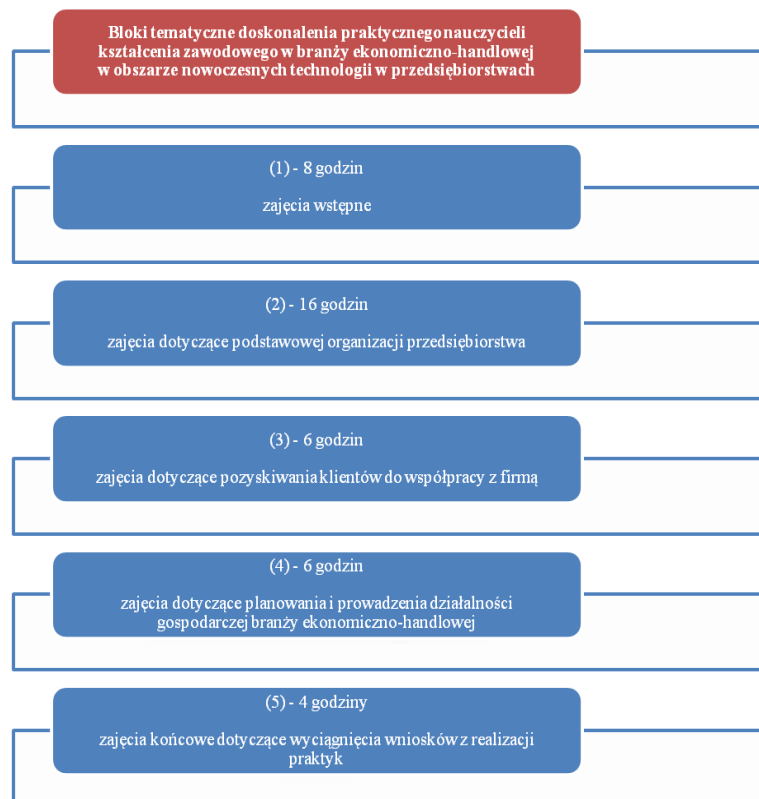 Bloki tematyczne doskonalenia praktycznego nauczycieli
kształcenia zawodowego w branży ekonomiczno-handlowej
w obszarze nowoczesnych technologii w przedsiębiorstwach
(1) - 8 godzin
zajęcia wstępne
(2) - 16 godzin
zajęcia dotyczące podstawowej organizacji przedsiębiorstwa
(3) - 6 godzin
zajęcia dotyczące pozyskiwania klientów do współpracy z firmą
(4) - 6 godzin
zajęcia dotyczące planowania i prowadzenia działalności
gospodarczej branży ekonomiczno-handlowej
(5) - 4 godziny
zajęcia końcowe dotyczące wyciągnięcia wniosków z realizacji
praktyk